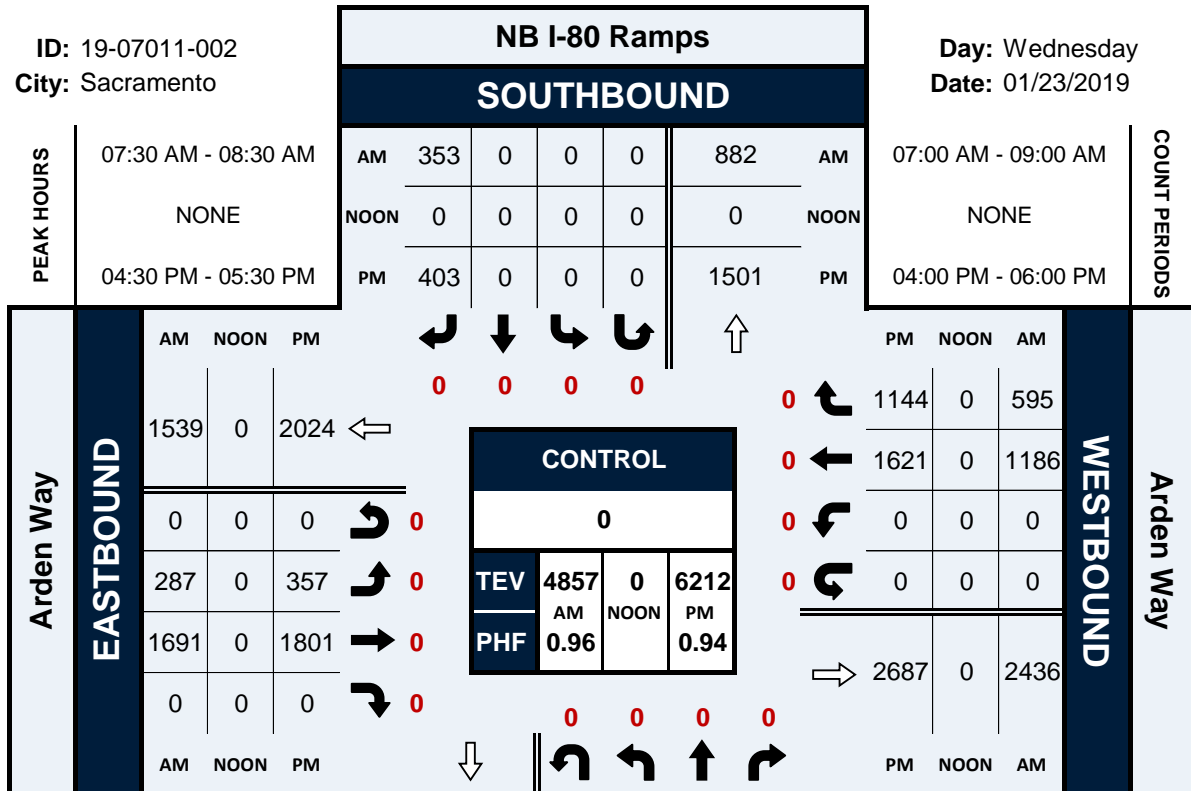 ID: 19-07011-002
City: Sacramento
NB I-80 Ramps
SOUTHBOUND
Day: Wednesday
Date: 01/23/2019
PEAK HOURS
07:30 AM - 08:30 AM
NONE
04:30 PM - 05:30 PM
AM 353 0 0 0 882 AM
NOON 0 0 0 0 0 NOON
PM 403 0 0 0 1501 PM
07:00 AM - 09:00 AM
NONE
04:00 PM - 06:00 PM
COUNT PERIODS
0 0 0 0
Arden Way
EASTBOUND
AM NOON PM
1539 0 2024
0 0 0 0
287 0 357 0
1691 0 1801 0
0 0 0 0
AM NOON PM
CONTROL
0
TEV 4857 0 6212
AM NOON PM
PHF 0.96 0.94
PM NOON AM
0 1144 0 595
0 1621 0 1186
0 0 0 0
0 0 0 0
2687 0 2436
PM NOON AM
WESTBOUND
Arden Way
0 0 0 0